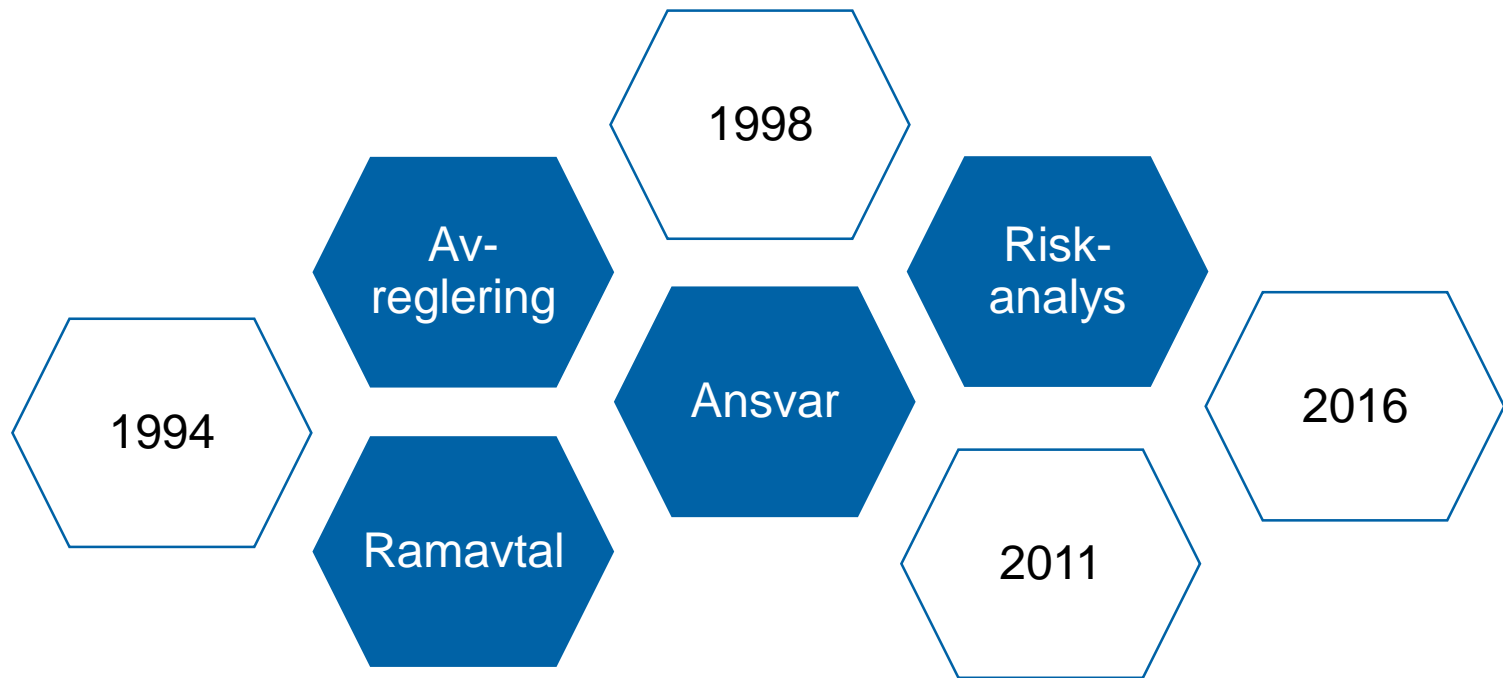 1998
Av-
reglering
Risk-
analys
1994
Ansvar
2016
Ramavtal
2011